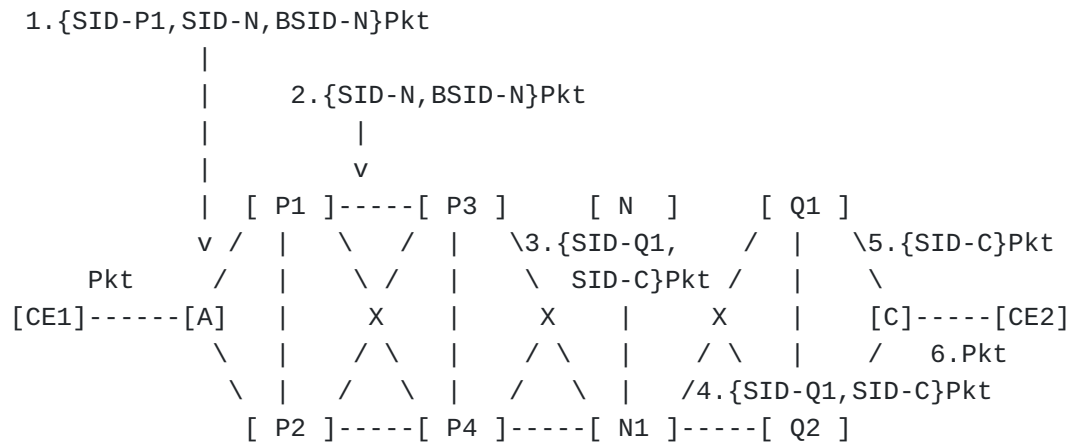 1.{SID-P1,SID-N,BSID-N}Pkt
|
| 2.{SID-N,BSID-N}Pkt
| |
| v
| [ P1 ]-----[ P3 ] [ N ] [ Q1 ]
v / | \ / | \3.{SID-Q1, / | \5.{SID-C}Pkt
Pkt / | \ / | \ SID-C}Pkt / | \
[CE1]------[A] | X | X | X | [C]-----[CE2]
\ | / \ | / \ | / \ | / 6.Pkt
\ | / \ | / \ | /4.{SID-Q1,SID-C}Pkt
[ P2 ]-----[ P4 ]-----[ N1 ]-----[ Q2 ]